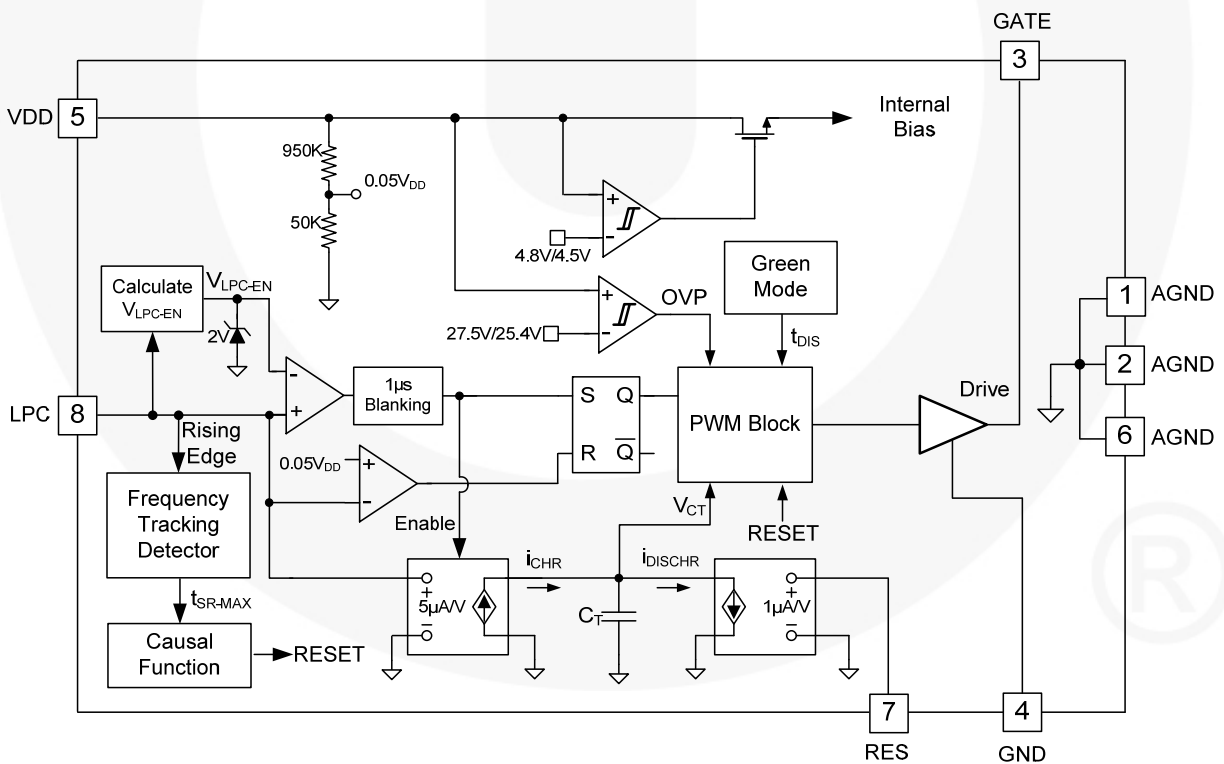 GATE
3
VDD
5
Internal
Bias
950K
0.05VDD
50K
+
-
4.8V/4.5V
Green
Mode
Calculate
VLPC-EN
VLPC-EN
2V
OVP
+
-
27.5V/25.4V
tDIS
1
AGND
2
AGND
6
AGND
LPC
8
-
+
1µs
Blanking
S
Q
R
Q
PWM Block
Drive
Rising
Edge
0.05VDD
+
-
Frequency
Tracking
Detector
Enable
VCT
RESET
iCHR
iDISCHR
tSR-MAX
+
5µA/V
-
CT
+
1µA/V
-
Causal
Function
RESET
7
RES
4
GND
®